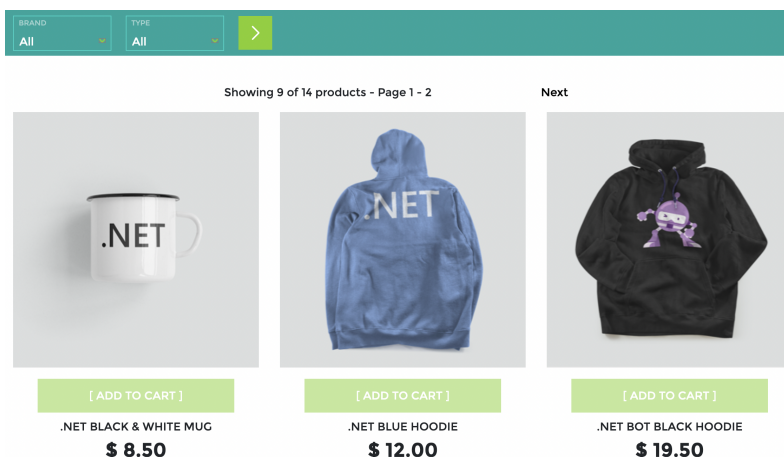 BRAND
All
TYPE
All
Showing 9 of 14 products - Page 1 - 2
Next
.NET
.NET
[ ADD TO CART ]
[ ADD TO CART ]
[ ADD TO CART ]
.NET BLACK & WHITE MUG
.NET BLUE HOODIE
.NET BOT BLACK HOODIE
$ 8.50
$ 12.00
$ 19.50